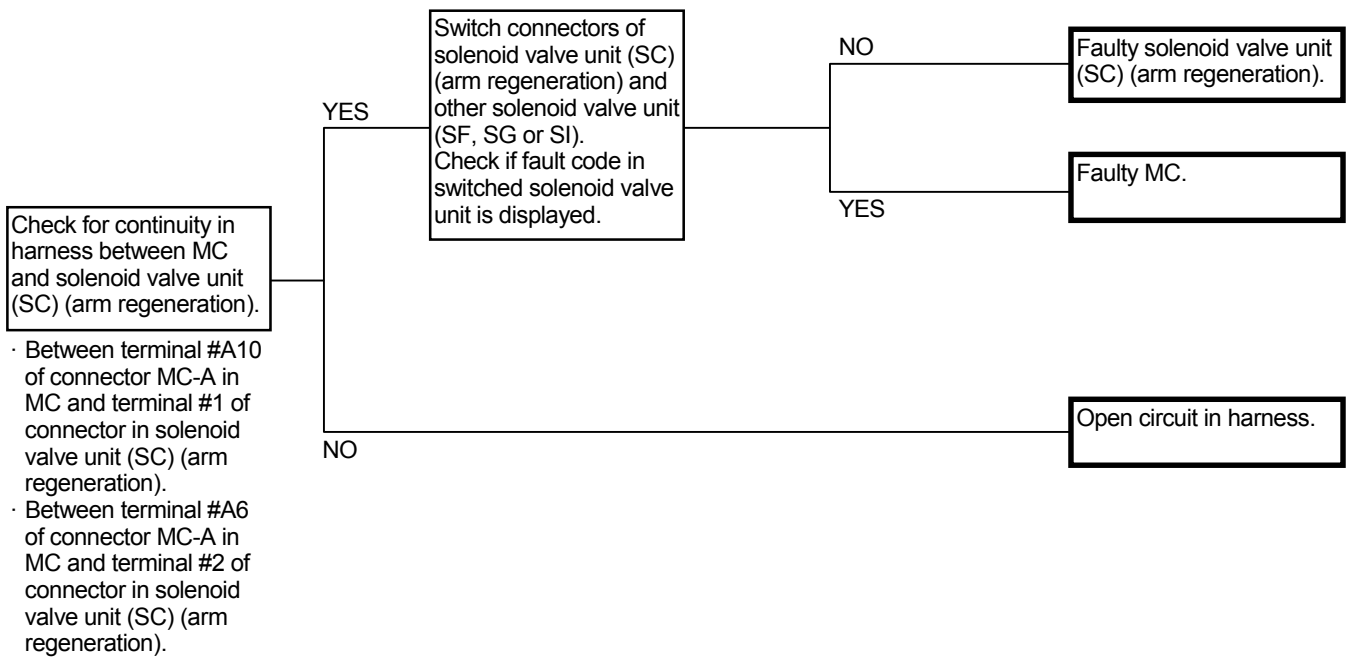 Check for continuity in
harness between MC
and solenoid valve unit
(SC) (arm regeneration).
· Between terminal #A10
of connector MC-A in
MC and terminal #1 of
connector in solenoid
valve unit (SC) (arm
regeneration).
· Between terminal #A6
of connector MC-A in
MC and terminal #2 of
connector in solenoid
valve unit (SC) (arm
regeneration).
YES
Switch connectors of
solenoid valve unit (SC)
(arm regeneration) and
other solenoid valve unit
(SF, SG or SI).
Check if fault code in
switched solenoid valve
unit is displayed.
NO
Faulty solenoid valve unit
(SC) (arm regeneration).
YES
Faulty MC.
NO
Open circuit in harness.